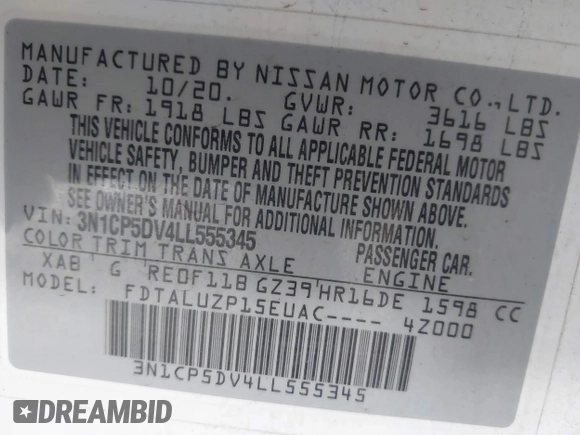 MANUFACTURED BY NISSAN MOTOR CO., LTD.
DATE: 10/20. GVWR: 3616 LBS
GAWR FR: 1918 LBS GAWR RR: 1698 LBS
THIS VEHICLE CONFORMS TO ALL APPLICABLE FEDERAL MOTOR
VEHICLE SAFETY, BUMPER AND THEFT PREVENTION STANDARDS
IN EFFECT ON THE DATE OF MANUFACTURE SHOWN ABOVE.
SEE OWNER'S MANUAL FOR ADDITIONAL INFORMATION.
VIN: 3N1CP5DV4LL555345 PASSENGER CAR.
COLOR TRIM TRANS AXLE ENGINE
XAB G RE0F11B GZ39 HR16DE 1598 CC
MODEL: FDTALUZP15EUAC---- 4Z000
3N1CP5DV4LL555345
DREAMBID